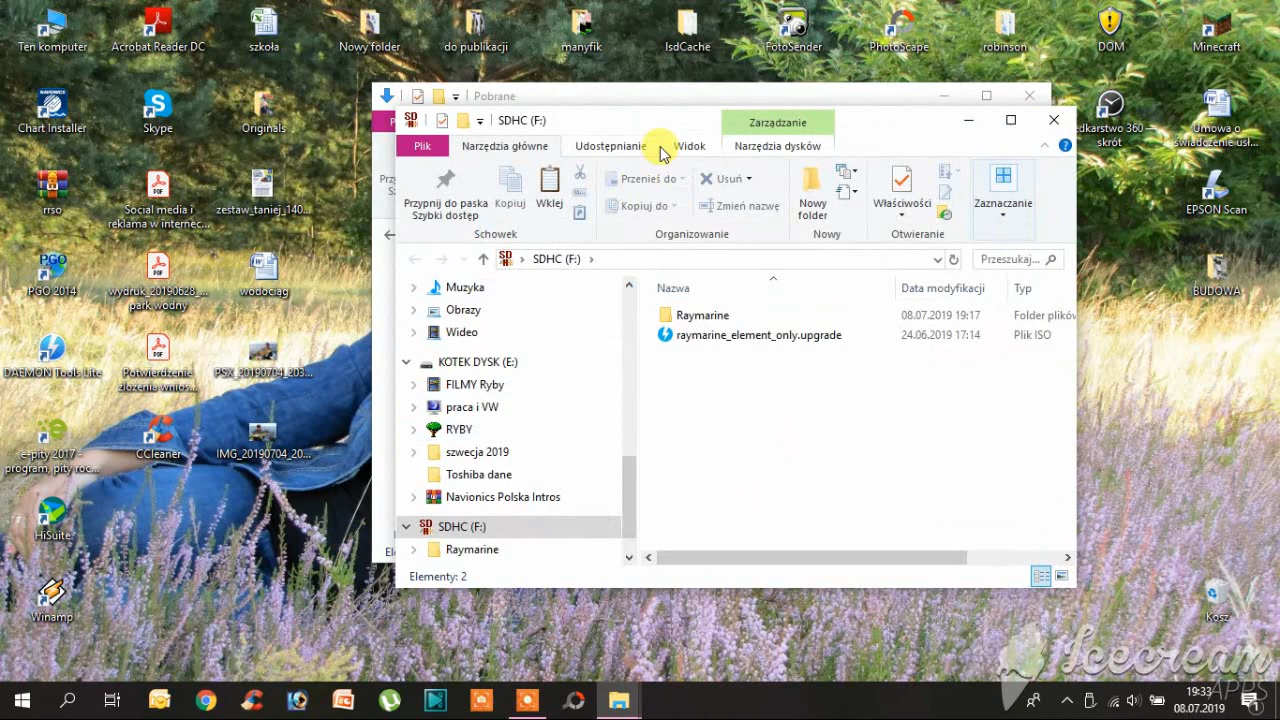 Ten komputer
Acrobat Reader DC
szkoła
Nowy folder
do publikacji
manyfik
lsdCache
FotoSender
PhotoScape
robinson
DOM
Minecraft
Chart Installer
Skype
Originals
Umowa o
świadczenie usł...
rrso
Social media i
reklama w internec...
zestaw_taniej_140...
EPSON Scan
PGO 2014
wydruk_20190628_...
park wodny
wodociąg
BUDOWA
DAEMON Tools Lite
Potwierdzenie
zlozenia wnios...
PSX_20190704_203...
e-pity 2017 -
program, pity roc...
CCleaner
IMG_20190704_20...
HiSuite
Winamp
Kosz
Pobrane
SDHC (F:)
Zarządzanie
Plik
Narzędzia główne
Udostępnianie
Widok
Narzędzia dysków
Przypnij do paska
Szybki dostęp
Kopiuj
Wklej
Przenieś do
Kopiuj do
Usuń
Zmień nazwę
Nowy
folder
Właściwości
Zaznaczanie
Schowek
Organizowanie
Nowy
Otwieranie
SDHC (F:)
Przeszukaj...
Muzyka
Obrazy
Wideo
KOTEK DYSK (E:)
FILMY Ryby
praca i VW
RYBY
szwecja 2019
Toshiba dane
Navionics Polska Intros
SDHC (F:)
Raymarine
Nazwa
Data modyfikacji
Typ
Raymarine
08.07.2019 19:17
Folder plików
raymarine_element_only.upgrade
24.06.2019 17:14
Plik ISO
Elementy: 2
Icecream
APPS
19:33
08.07.2019